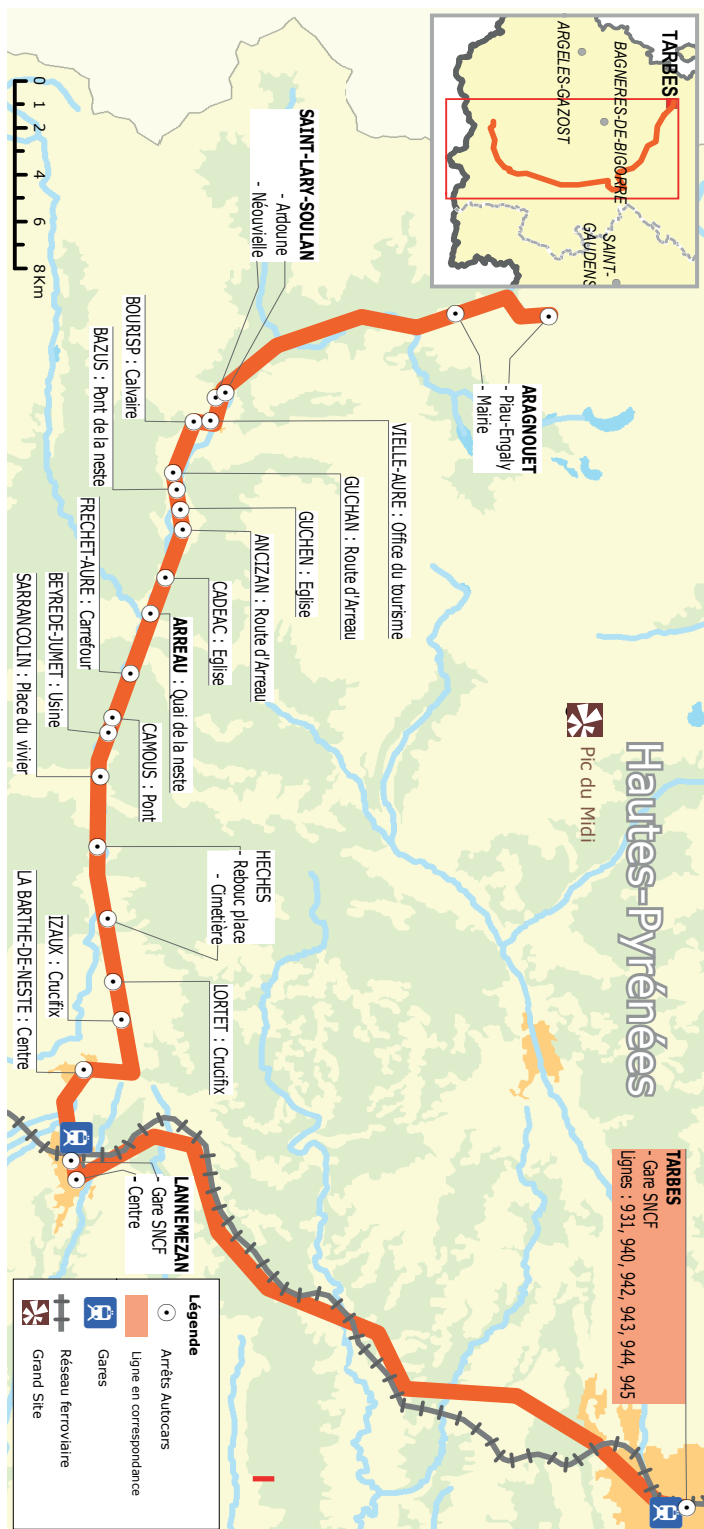 TARBES
BAGNERES-DE-BIGORRE
ARGELES-GAZOST
SAINT-
GAUDENS
Hautes-Pyrénées
Pic du Midi
TARBES
- Gare SNCF
Lignes : 931, 940, 942, 943, 944, 945
ARAGNOUET
- Piau-Engaly
- Mairie
SAINT-LARY-SOULAN
- Ardoune
- Néouvielle
VIELLE-AURE : Office du tourisme
GUCHAN : Route d'Arreau
GUCHEN : Eglise
ANCIZAN : Route d'Arreau
CADEAC : Eglise
ARREAU : Quai de la neste
CAMOUS : Pont
HECHES
- Rebouc place
- Cimetière
LORTET : Crucifix
LANNEMEZAN
- Gare SNCF
- Centre
BOURISP : Calvaire
BAZUS : Pont de la neste
FRECHET-AURE : Carrefour
BEYREDE-JUMET : Usine
SARRANCOLIN : Place du vivier
IZAUX : Crucifix
LA BARTHE-DE-NESTE : Centre
0 1 2 4 6 8 Km
Légende
Arrêts Autocars
Ligne en correspondance
Gares
Réseau ferroviaire
Grand Site